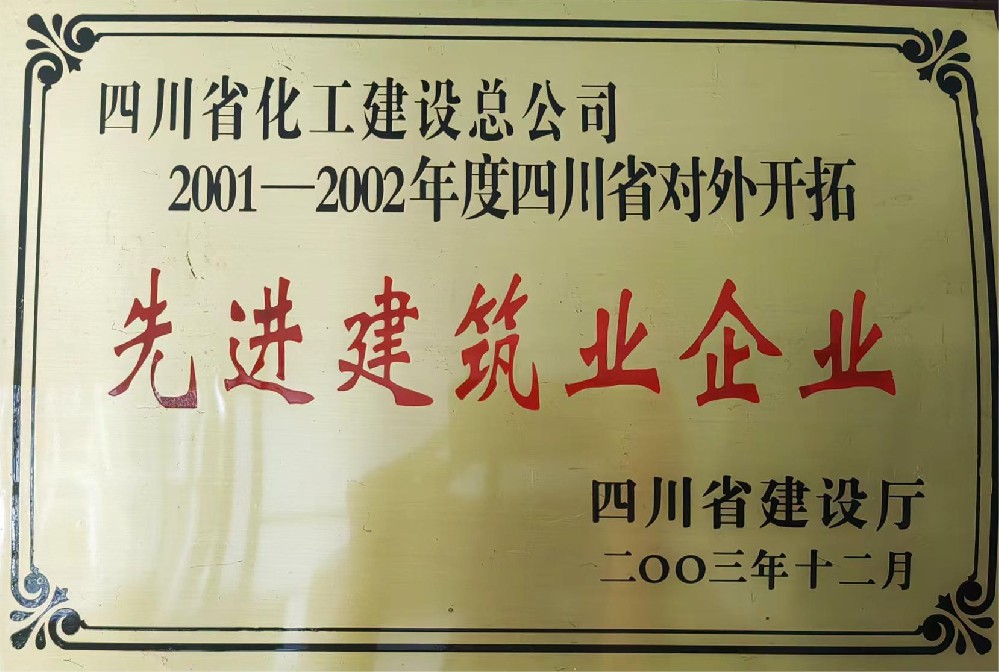 四川省化工建设总公司
2001—2002年度四川省对外开拓
先进建筑业企业
四川省建设厅
二〇〇三年十二月